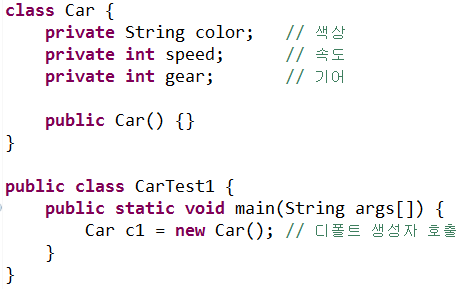 class Car {
    private String color;   // 색상
    private int speed;      // 속도
    private int gear;       // 기어
    public Car() {}
}
public class CarTest1 {
    public static void main(String args[]) {
        Car c1 = new Car(); // 디폴트 생성자 호출
    }
}